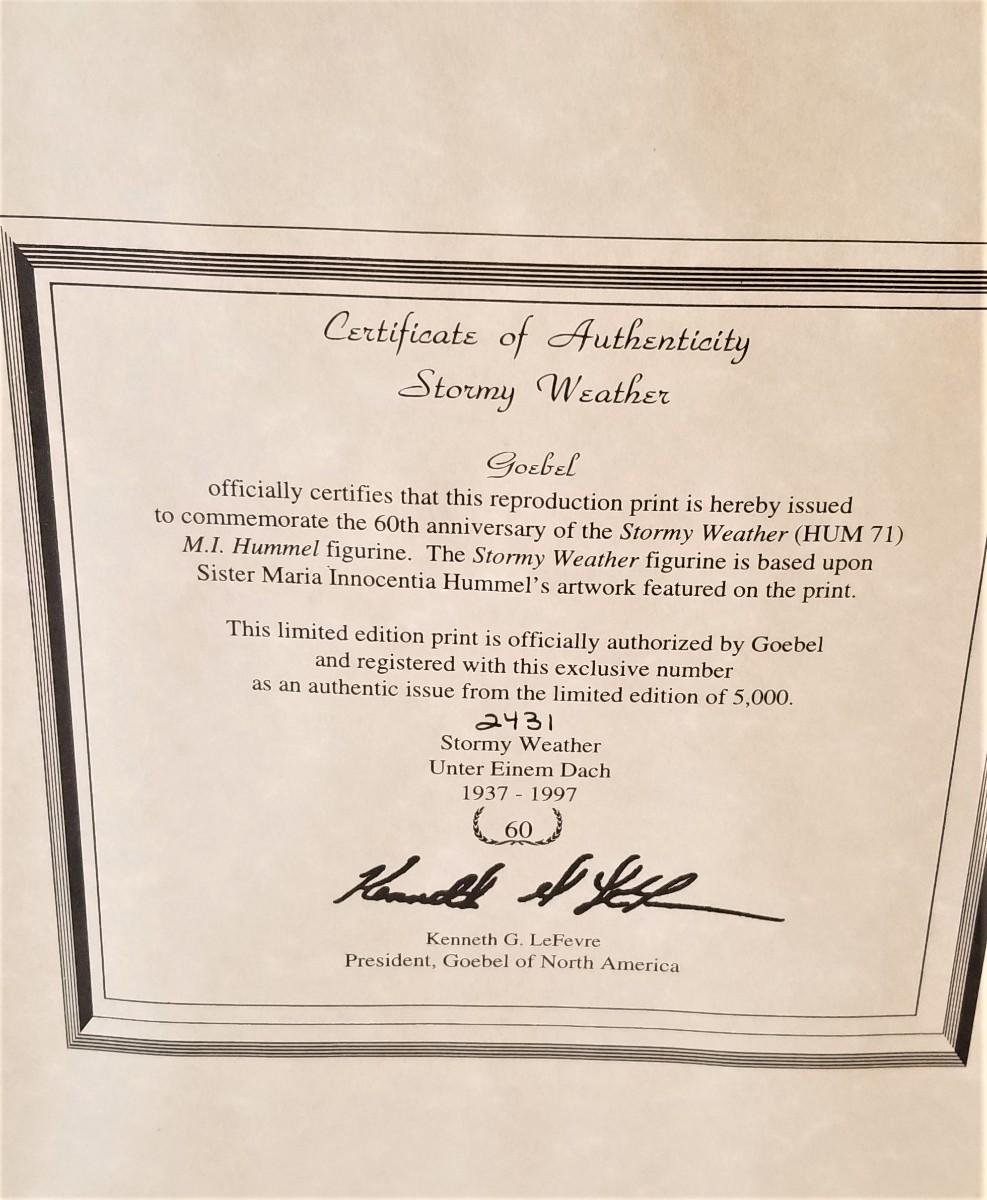 Certificate of Authenticity
Stormy Weather
Goebel
officially certifies that this reproduction print is hereby issued
to commemorate the 60th anniversary of the Stormy Weather (HUM 71)
M.I. Hummel figurine. The Stormy Weather figurine is based upon
Sister Maria Innocentia Hummel's artwork featured on the print.
This limited edition print is officially authorized by Goebel
and registered with this exclusive number
as an authentic issue from the limited edition of 5,000.
2431
Stormy Weather
Unter Einem Dach
1937 - 1997
60
Kenneth
Kenneth G. LeFevre
President, Goebel of North America